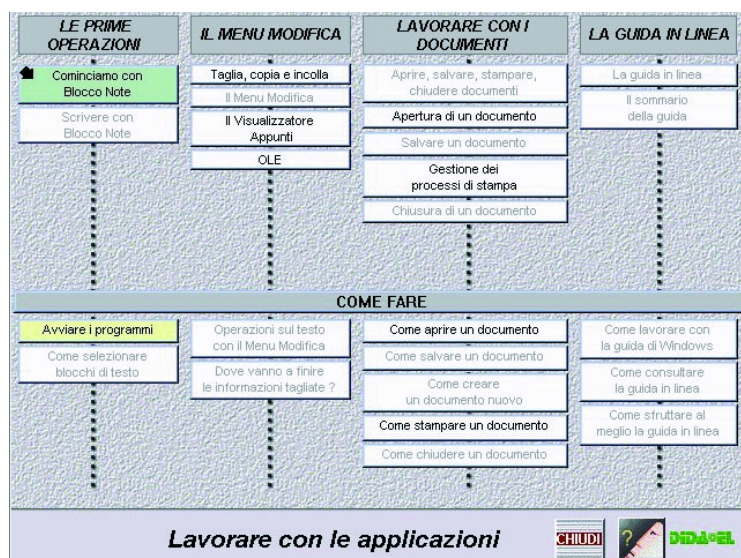 LE PRIME
OPERAZIONI
Cominciamo con
Blocco Note
Scrivere con
Blocco Note
IL MENU MODIFICA
Taglia, copia e incolla
Il Menu Modifica
Il Visualizzatore
Appunti
OLE
LAVORARE CON I
DOCUMENTI
Aprire, salvare, stampare,
chiudere documenti
Apertura di un documento
Salvare un documento
Gestione dei
processi di stampa
Chiusura di un documento
LA GUIDA IN LINEA
La guida in linea
Il sommario
della guida
COME FARE
Avviare i programmi
Come selezionare
blocchi di testo
Operazioni sul testo
con il Menu Modifica
Dove vanno a finire
le informazioni tagliate ?
Come aprire un documento
Come salvare un documento
Come creare
un documento nuovo
Come stampare un documento
Come chiudere un documento
Come lavorare con
la guida di Windows
Come consultare
la guida in linea
Come sfruttare al
meglio la guida in linea
Lavorare con le applicazioni
CHIUDI
?
DIDA*EL